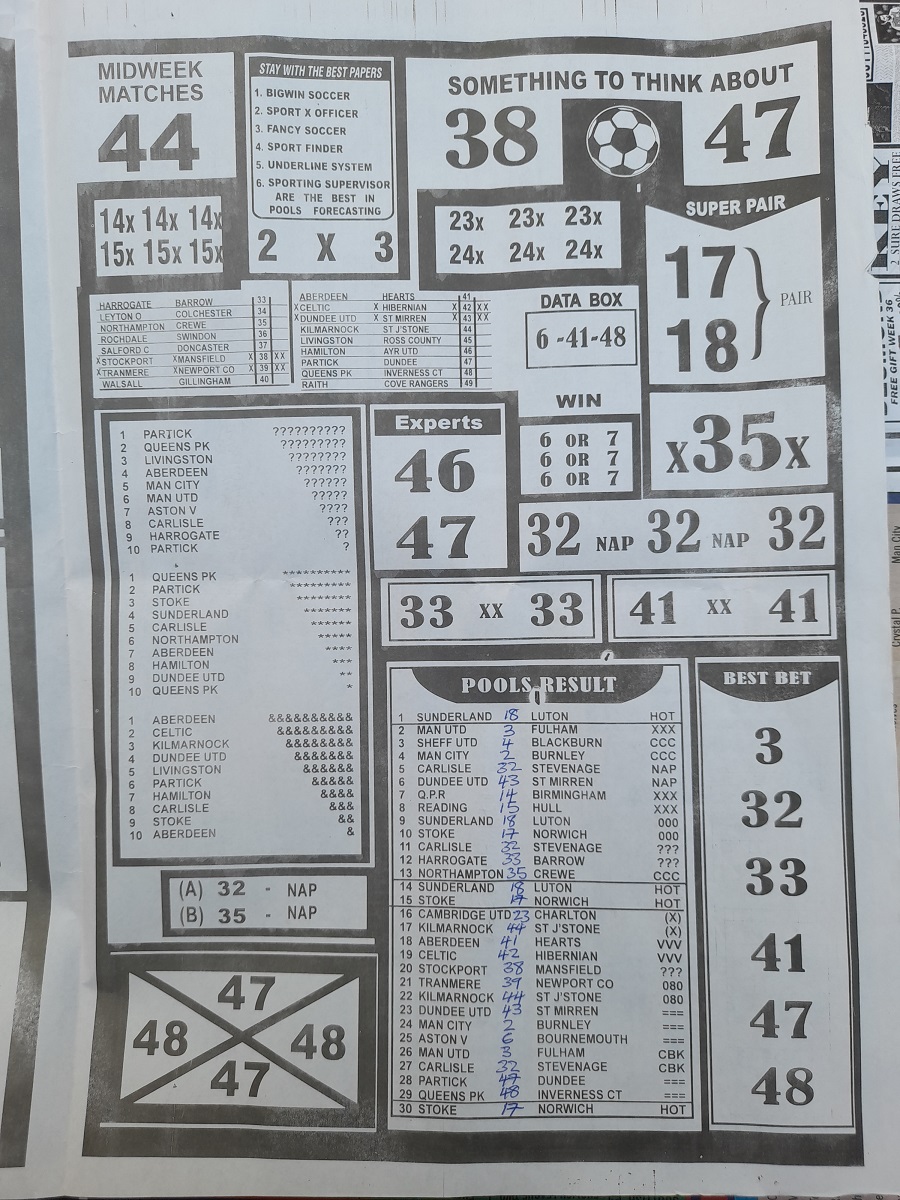 MIDWEEK
MATCHES
44
STAY WITH THE BEST PAPERS
1. BIGWIN SOCCER
2. SPORT X OFFICER
3. FANCY SOCCER
4. SPORT FINDER
5. UNDERLINE SYSTEM
6. SPORTING SUPERVISOR
ARE THE BEST IN
POOLS FORECASTING
2 X 3
SOMETHING TO THINK ABOUT
38 47
14x 14x 14x
15x 15x 15x
23x 23x 23x
24x 24x 24x
SUPER PAIR
17
18
PAIR
HARROGATE BARROW 33
LEYTON O COLCHESTER 34
NORTHAMPTON CREWE 35
ROCHDALE SWINDON 36
SALFORD C DONCASTER 37
XSTOCKPORT XMANSFIELD X 38 XX
XTRANMERE XNEWPORT CO X 39 XX
WALSALL GILLINGHAM 40
ABERDEEN HEARTS 41
XCELTIC X HIBERNIAN X 42 XX
XDUNDEE UTD X ST MIRREN X 43 XX
KILMARNOCK ST J'STONE 44
LIVINGSTON ROSS COUNTY 45
HAMILTON AYR UTD 46
PARTICK DUNDEE 47
QUEENS PK INVERNESS CT 48
RAITH COVE RANGERS 49
DATA BOX
6 -41-48
WIN
6 OR 7
6 OR 7
6 OR 7
x35x
1 PARTICK ??????????
2 QUEENS PK ?????????
3 LIVINGSTON ????????
4 ABERDEEN ???????
5 MAN CITY ??????
6 MAN UTD ?????
7 ASTON V ????
8 CARLISLE ???
9 HARROGATE ??
10 PARTICK ?
1 QUEENS PK **********
2 PARTICK *********
3 STOKE ********
4 SUNDERLAND *******
5 CARLISLE ******
6 NORTHAMPTON *****
7 ABERDEEN ****
8 HAMILTON ***
9 DUNDEE UTD **
10 QUEENS PK *
1 ABERDEEN &&&&&&&&&&
2 CELTIC &&&&&&&&&
3 KILMARNOCK &&&&&&&&
4 DUNDEE UTD &&&&&&&
5 LIVINGSTON &&&&&&
6 PARTICK &&&&&
7 HAMILTON &&&&
8 CARLISLE &&&
9 STOKE &&
10 ABERDEEN &
Experts
46
47
32 NAP 32 NAP 32
33 XX 33
41 XX 41
(A) 32 - NAP
(B) 35 - NAP
47
48 48
47
POOLS RESULT
1 SUNDERLAND 18 LUTON HOT
2 MAN UTD 3 FULHAM XXX
3 SHEFF UTD 4 BLACKBURN CCC
4 MAN CITY 2 BURNLEY CCC
5 CARLISLE 32 STEVENAGE NAP
6 DUNDEE UTD 43 ST MIRREN NAP
7 Q.P.R 14 BIRMINGHAM XXX
8 READING 15 HULL XXX
9 SUNDERLAND 18 LUTON 000
10 STOKE 17 NORWICH 000
11 CARLISLE 32 STEVENAGE ???
12 HARROGATE 33 BARROW ???
13 NORTHAMPTON 35 CREWE CCC
14 SUNDERLAND 18 LUTON HOT
15 STOKE 17 NORWICH HOT
16 CAMBRIDGE UTD 23 CHARLTON (X)
17 KILMARNOCK 44 ST J'STONE (X)
18 ABERDEEN 41 HEARTS VVV
19 CELTIC 42 HIBERNIAN VVV
20 STOCKPORT 38 MANSFIELD ???
21 TRANMERE 39 NEWPORT CO 080
22 KILMARNOCK 44 ST J'STONE 080
23 DUNDEE UTD 43 ST MIRREN ===
24 MAN CITY 2 BURNLEY ===
25 ASTON V 6 BOURNEMOUTH ===
26 MAN UTD 3 FULHAM CBK
27 CARLISLE 32 STEVENAGE CBK
28 PARTICK 47 DUNDEE ===
29 QUEENS PK 48 INVERNESS CT ===
30 STOKE 17 NORWICH HOT
BEST BET
3
32
33
41
47
48
2 SURE DRAWS FREE
FREE GIFT WEEK 36
Man City
Crystal P.